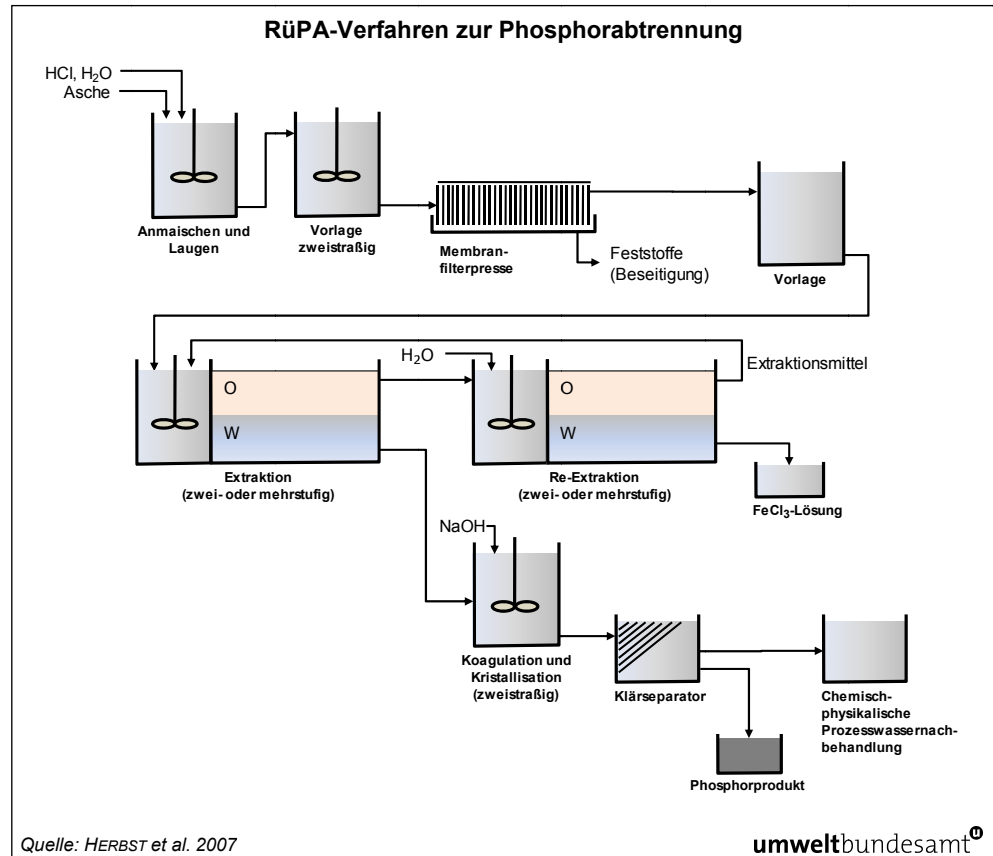 RüPA-Verfahren zur Phosphorabtrennung
HCl, H₂O
Asche
Anmaischen und
Laugen
Vorlage
zweistraßig
Membran-
filterpresse
Feststoffe
(Beseitigung)
Vorlage
H₂O
Extraktionsmittel
O
W
O
W
Extraktion
(zwei- oder mehrstufig)
Re-Extraktion
(zwei- oder mehrstufig)
FeCl₃-Lösung
NaOH
Koagulation und
Kristallisation
(zweistraßig)
Klärseparator
Chemisch-
physikalische
Prozesswassernach-
behandlung
Phosphorprodukt
Quelle: HERBST et al. 2007
umweltbundesamt
u